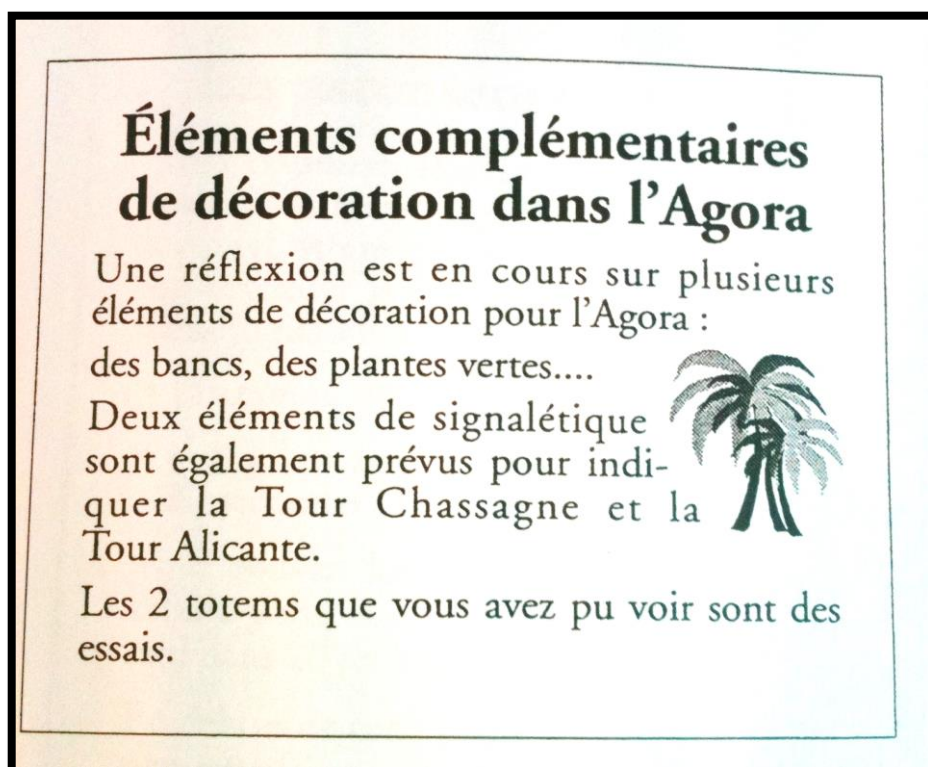 Éléments complémentaires
de décoration dans l'Agora
Une réflexion est en cours sur plusieurs
éléments de décoration pour l'Agora :
des bancs, des plantes vertes....
Deux éléments de signalétique
sont également prévus pour indi-
quer la Tour Chassagne et la
Tour Alicante.
Les 2 totems que vous avez pu voir sont des
essais.